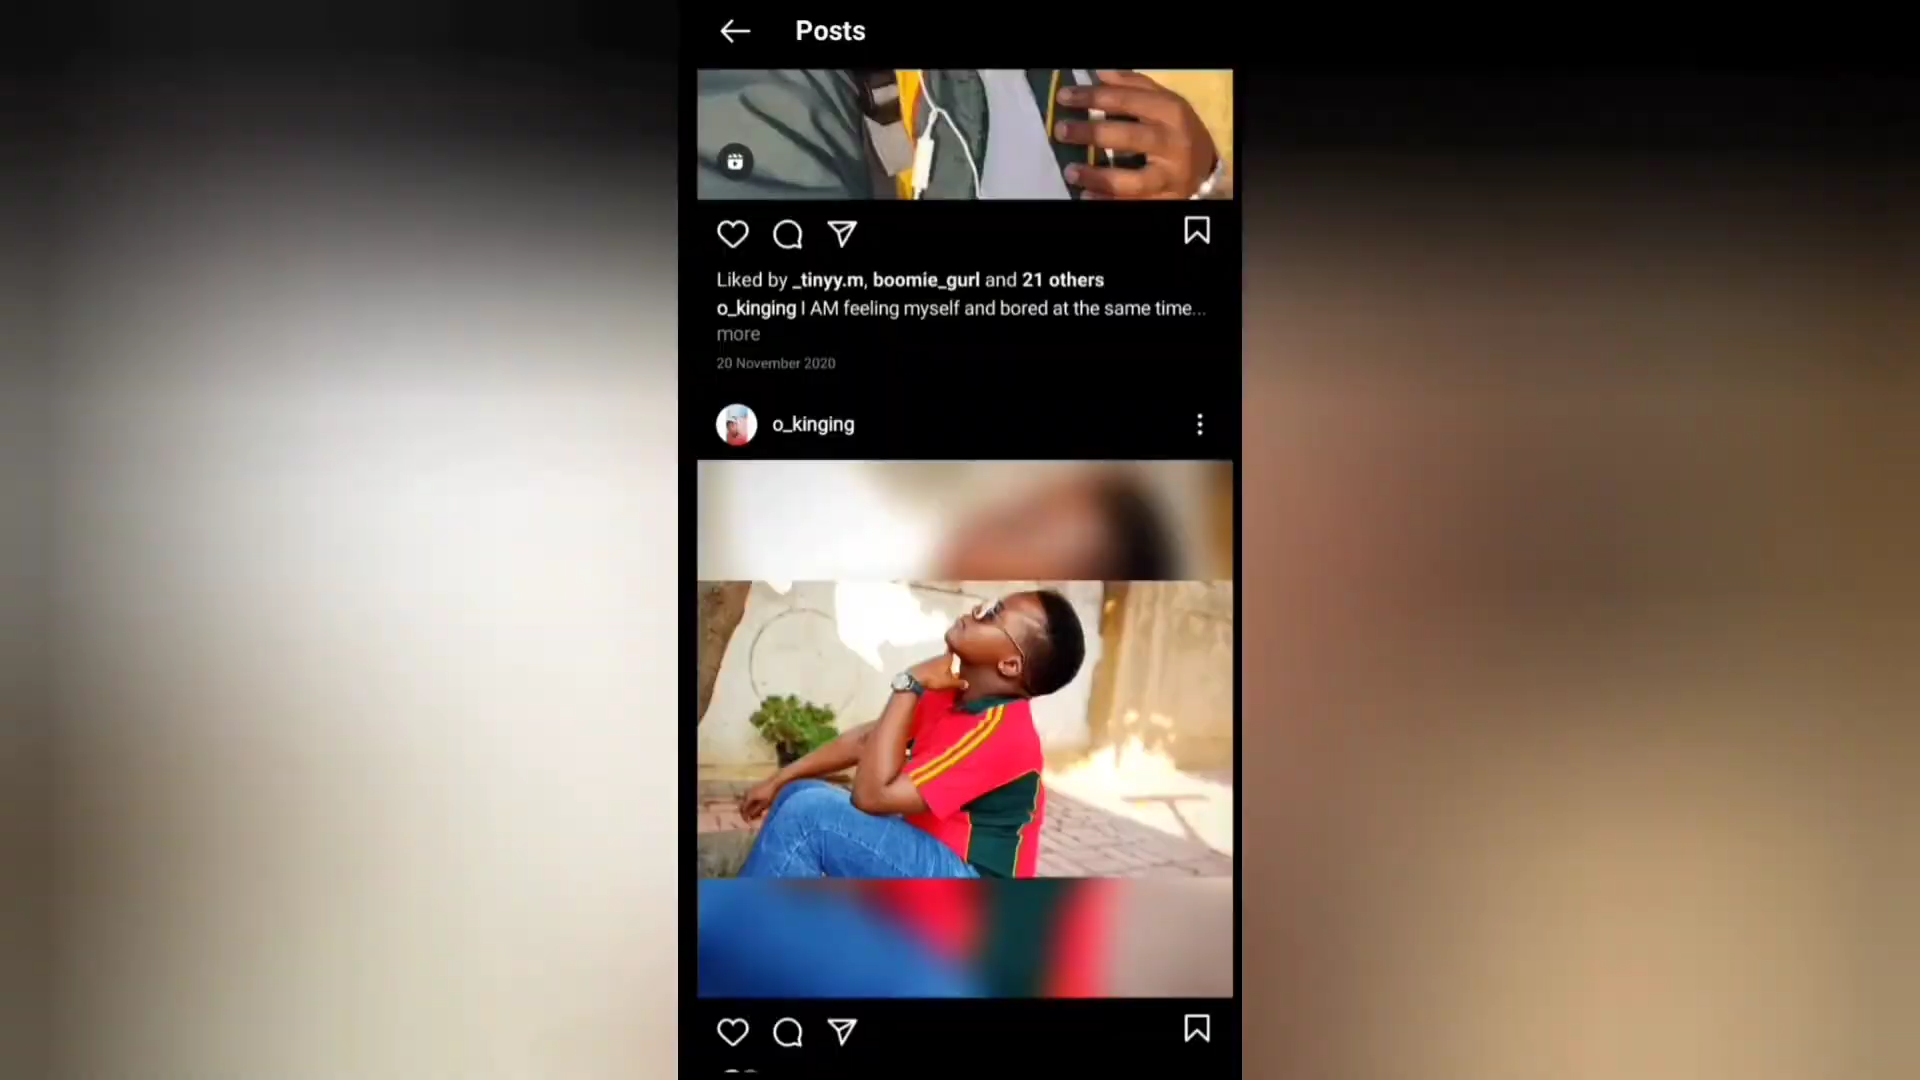 Posts
Liked by _tinyy.m, boomie_gurl and 21 others
o_kinging I AM feeling myself and bored at the same time...
more
20 November 2020
o_kinging